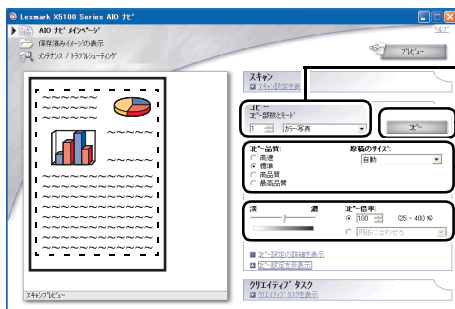 Lexmark X5100 Series AIO ﾅﾋﾞ
AIO ﾅﾋﾞ ﾒｲﾝﾍﾟｰｼﾞ
保存済みｲﾒｰｼﾞの表示
ﾒﾝﾃﾅﾝｽ / ﾄﾗﾌﾞﾙｼｭｰﾃｨﾝｸﾞ
ﾍﾙﾌﾟ
ﾌﾟﾚﾋﾞｭｰ
スキャン
ｽｷｬﾝ設定を表
コピー
ｺﾋﾟｰ部数とﾓｰﾄﾞ:
1 ｶﾗｰ写真
ｺﾋﾟｰ
ｺﾋﾟｰ品質:
高速
標準
高品質
最高品質
原稿のｻｲｽﾞ:
自動
淡 濃
ｺﾋﾟｰ倍率:
100 (25 - 400 %)
用紙に合わせる
ｺﾋﾟｰ設定の詳細を表示
ｺﾋﾟｰ設定を非表示
クリエイティブ タスク
ｸﾘｴｲﾃｨﾌﾞ ﾀｽｸを表示
ｽｷｬﾝﾌﾟﾚﾋﾞｭｰ